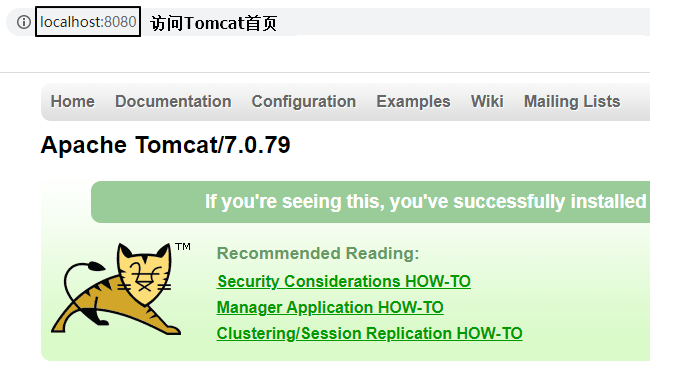 localhost:8080 访问Tomcat首页
Home Documentation Configuration Examples Wiki Mailing Lists
Apache Tomcat/7.0.79
If you're seeing this, you've successfully installed
TM
Recommended Reading:
Security Considerations HOW-TO
Manager Application HOW-TO
Clustering/Session Replication HOW-TO